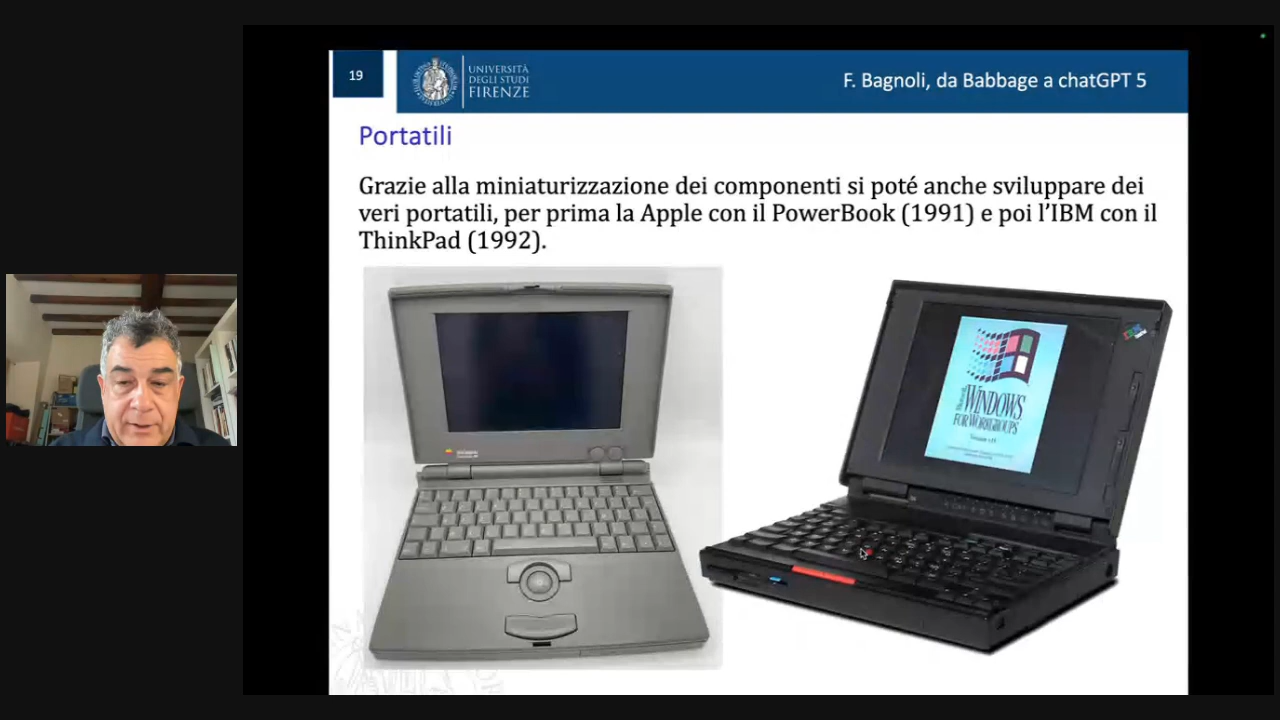 19
UNIVERSITÀ
DEGLI STUDI
FIRENZE
F. Bagnoli, da Babbage a chatGPT 5
Portatili
Grazie alla miniaturizzazione dei componenti si poté anche sviluppare dei
veri portatili, per prima la Apple con il PowerBook (1991) e poi l’IBM con il
ThinkPad (1992).
Microsoft
WINDOWS
FOR WORKGROUPS